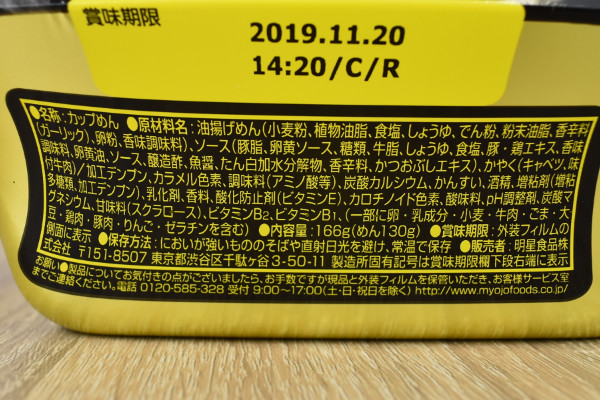 賞味期限
2019.11.20
14:20/C/R
●名称:カップめん ●原材料名:油揚げめん(小麦粉、植物油脂、食塩、しょうゆ、でん粉、粉末油脂、香辛料
(ガーリック)、卵粉、香味調味料)、ソース(豚脂、卵黄ソース、糖類、牛脂、しょうゆ、食塩、豚・鶏エキス、香味
調味料、卵黄油、ソース、醸造酢、魚醤、たん白加水分解物、香辛料、かつおぶしエキス)、かやく(キャベツ、味
付牛肉)/加工デンプン、カラメル色素、調味料(アミノ酸等)、炭酸カルシウム、かんすい、酒精、増粘剤(増粘
多糖類、加工デンプン)、乳化剤、香料、酸化防止剤(ビタミンE)、カロチノイド色素、酸味料、pH調整剤、炭酸マ
グネシウム、甘味料(スクラロース)、ビタミンB₂、ビタミンB₁、(一部に卵・乳成分・小麦・牛肉・ごま・大
豆・鶏肉・豚肉・りんご・ゼラチンを含む) ●内容量:166g(めん130g) ●賞味期限:外装フィルムの
側面に表示 ●保存方法:においが強いもののそばや直射日光を避け、常温で保存 ●販売者:明星食品
株式会社 〒151-8507 東京都渋谷区千駄ヶ谷3-50-11 製造所固有記号は賞味期限欄下段右端に表示
お願い●製品についてお気付きの点がございましたら、お手数ですが現品と外装フィルムを保管いただき、お客様サービス室
までご連絡ください。電話 0120-585-328 受付 9:00〜17:00(土・日・祝日を除く) http://www.myojofoods.co.jp/